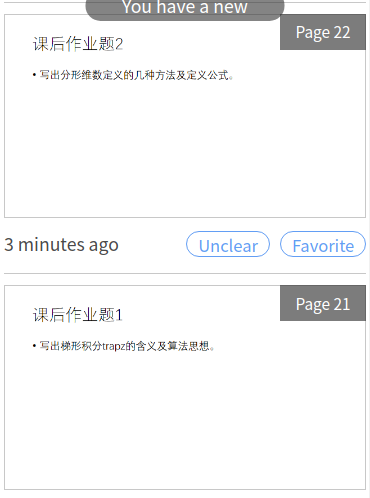 You have a new
Page 22
课后作业题2
• 写出分形维数定义的几种方法及定义公式。
3 minutes ago
Unclear
Favorite
Page 21
课后作业题1
• 写出梯形积分trapz的含义及算法思想。